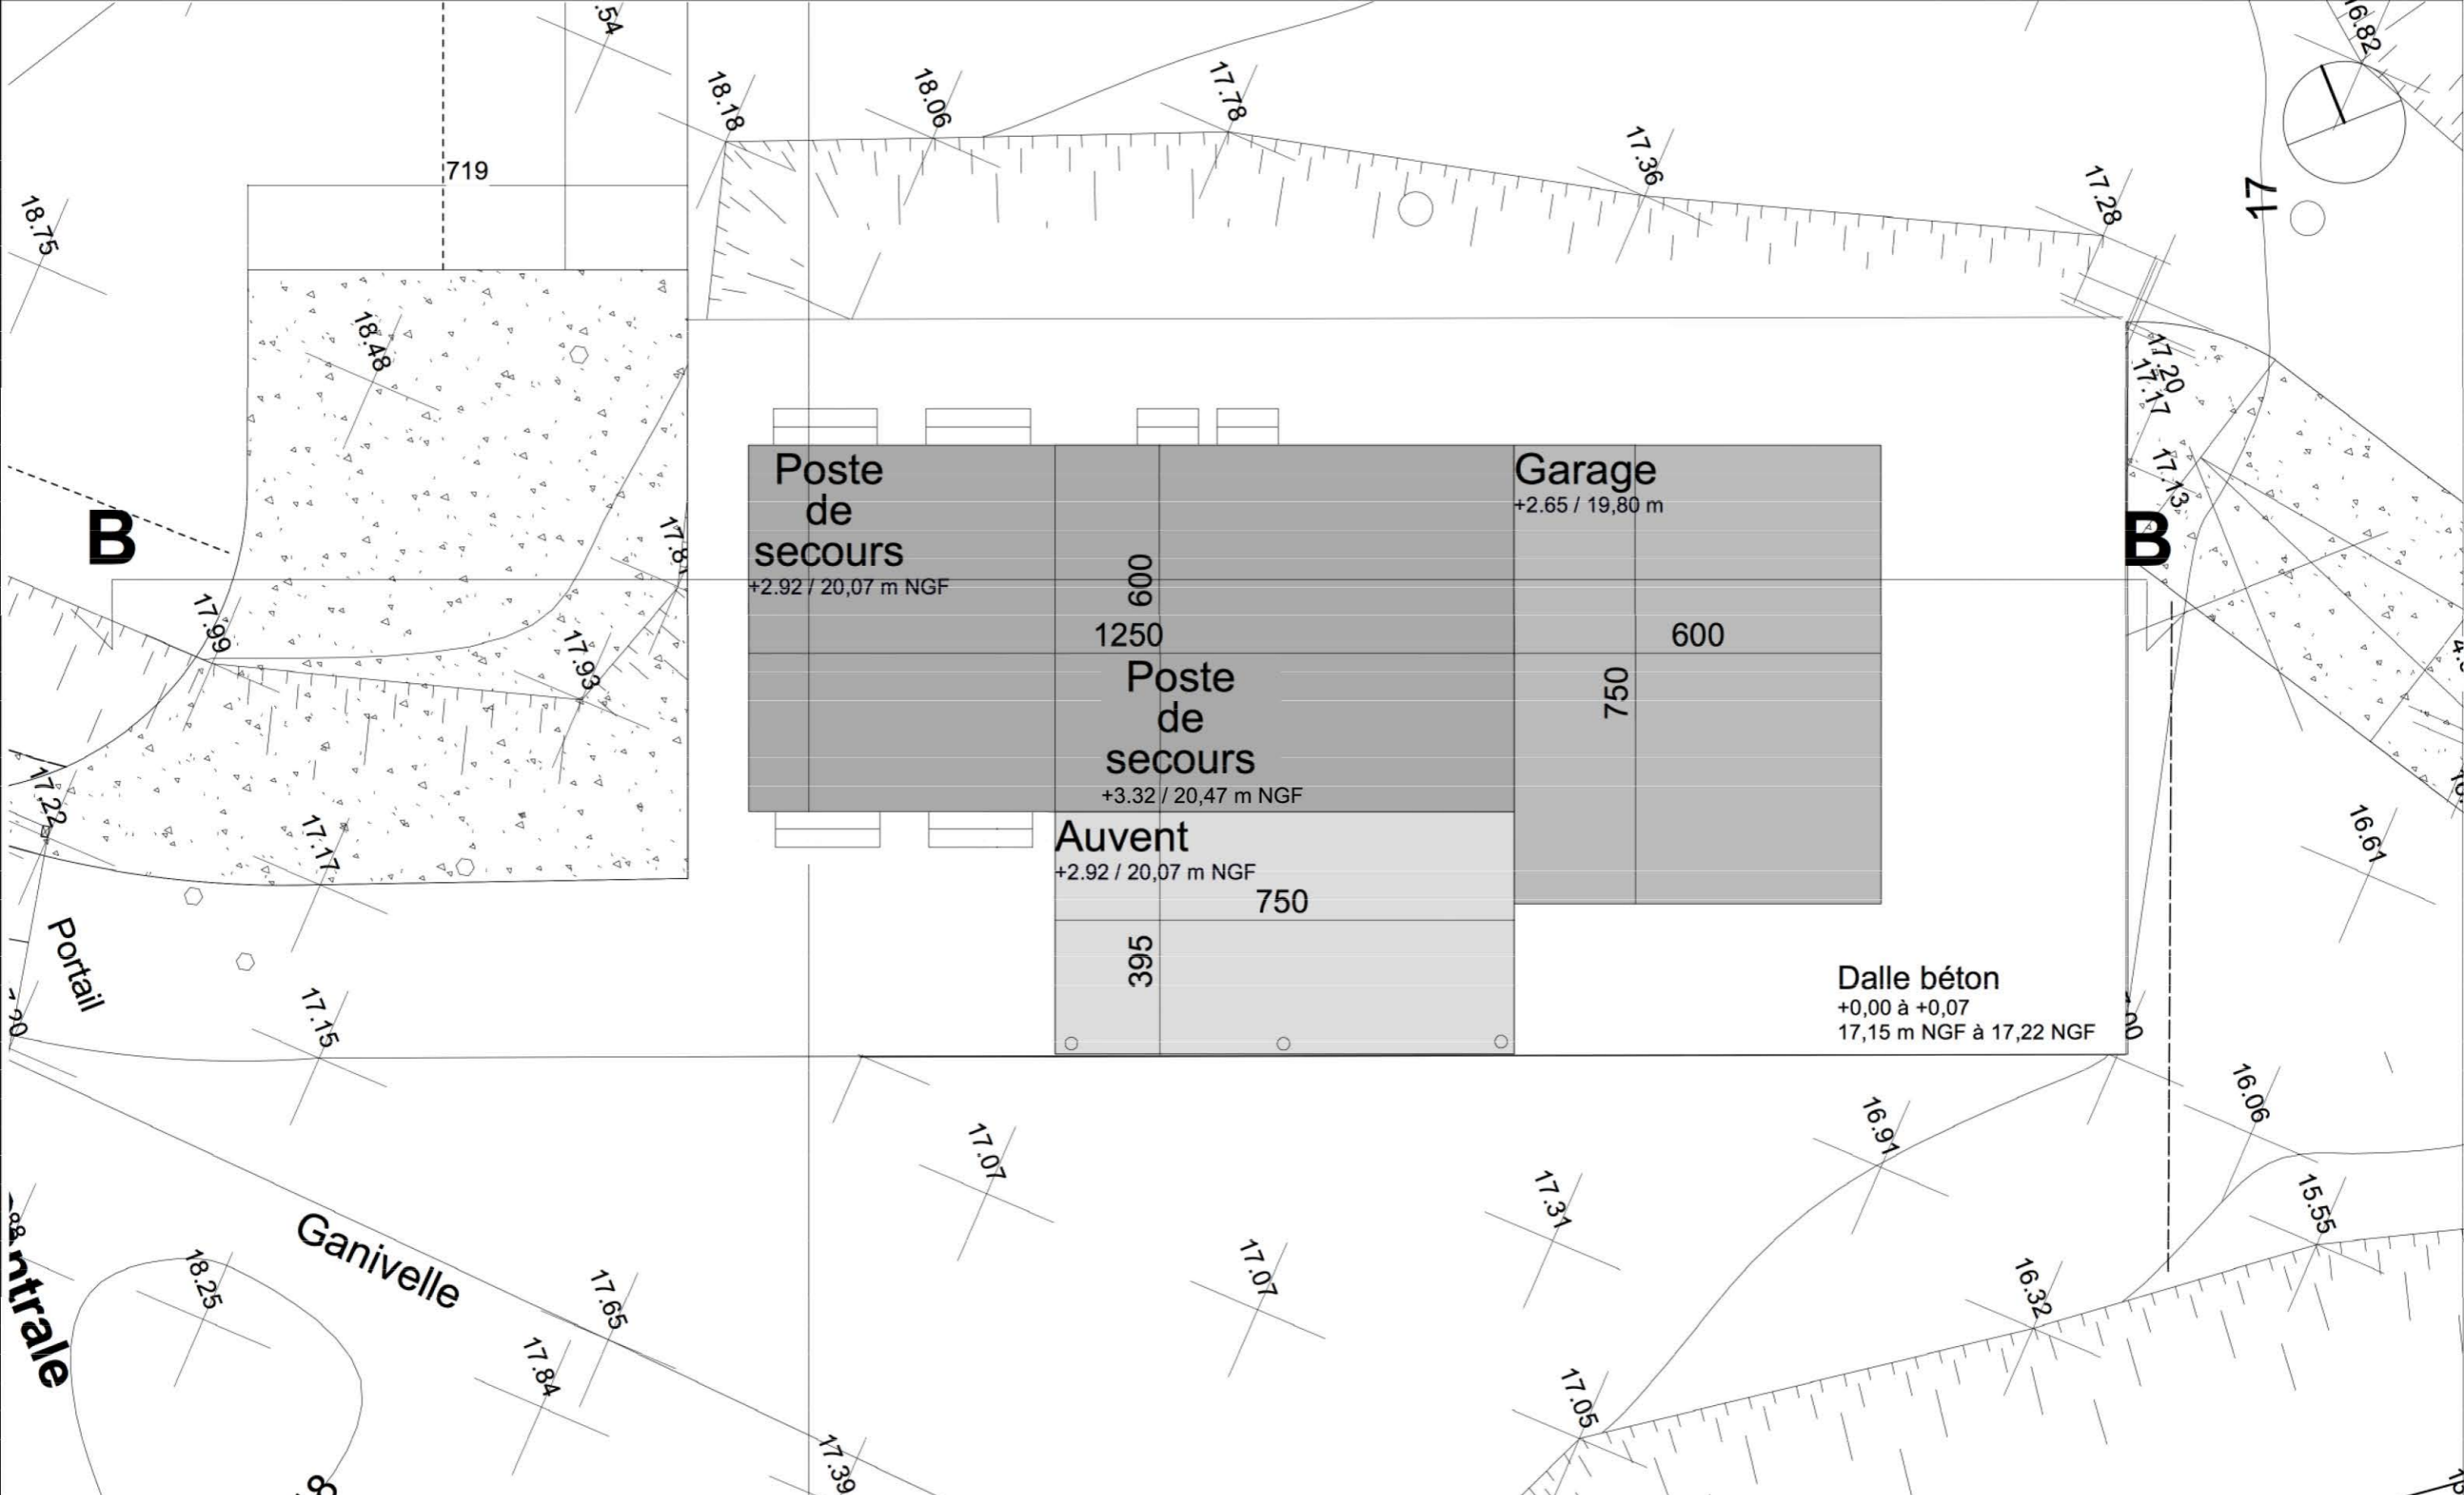 .54
18.18
18.06
17.78
17.36
17.28
16.82
17
719
18.75
18.48
17.20
17.17
17.13
B
B
Poste
de
secours
+2.92 / 20,07 m NGF
600
1250
Poste
de
secours
+3.32 / 20,47 m NGF
Garage
+2.65 / 19,80 m
600
750
17.99
17.93
17.22
17.17
Auvent
+2.92 / 20,07 m NGF
750
395
16.61
Portail
Dalle béton
+0,00 à +0,07
17,15 m NGF à 17,22 NGF
17.15
17.07
16.91
16.06
17.31
15.55
Ganivelle
17.07
16.32
18.25
17.65
ntrale
17.84
17.05
17.39